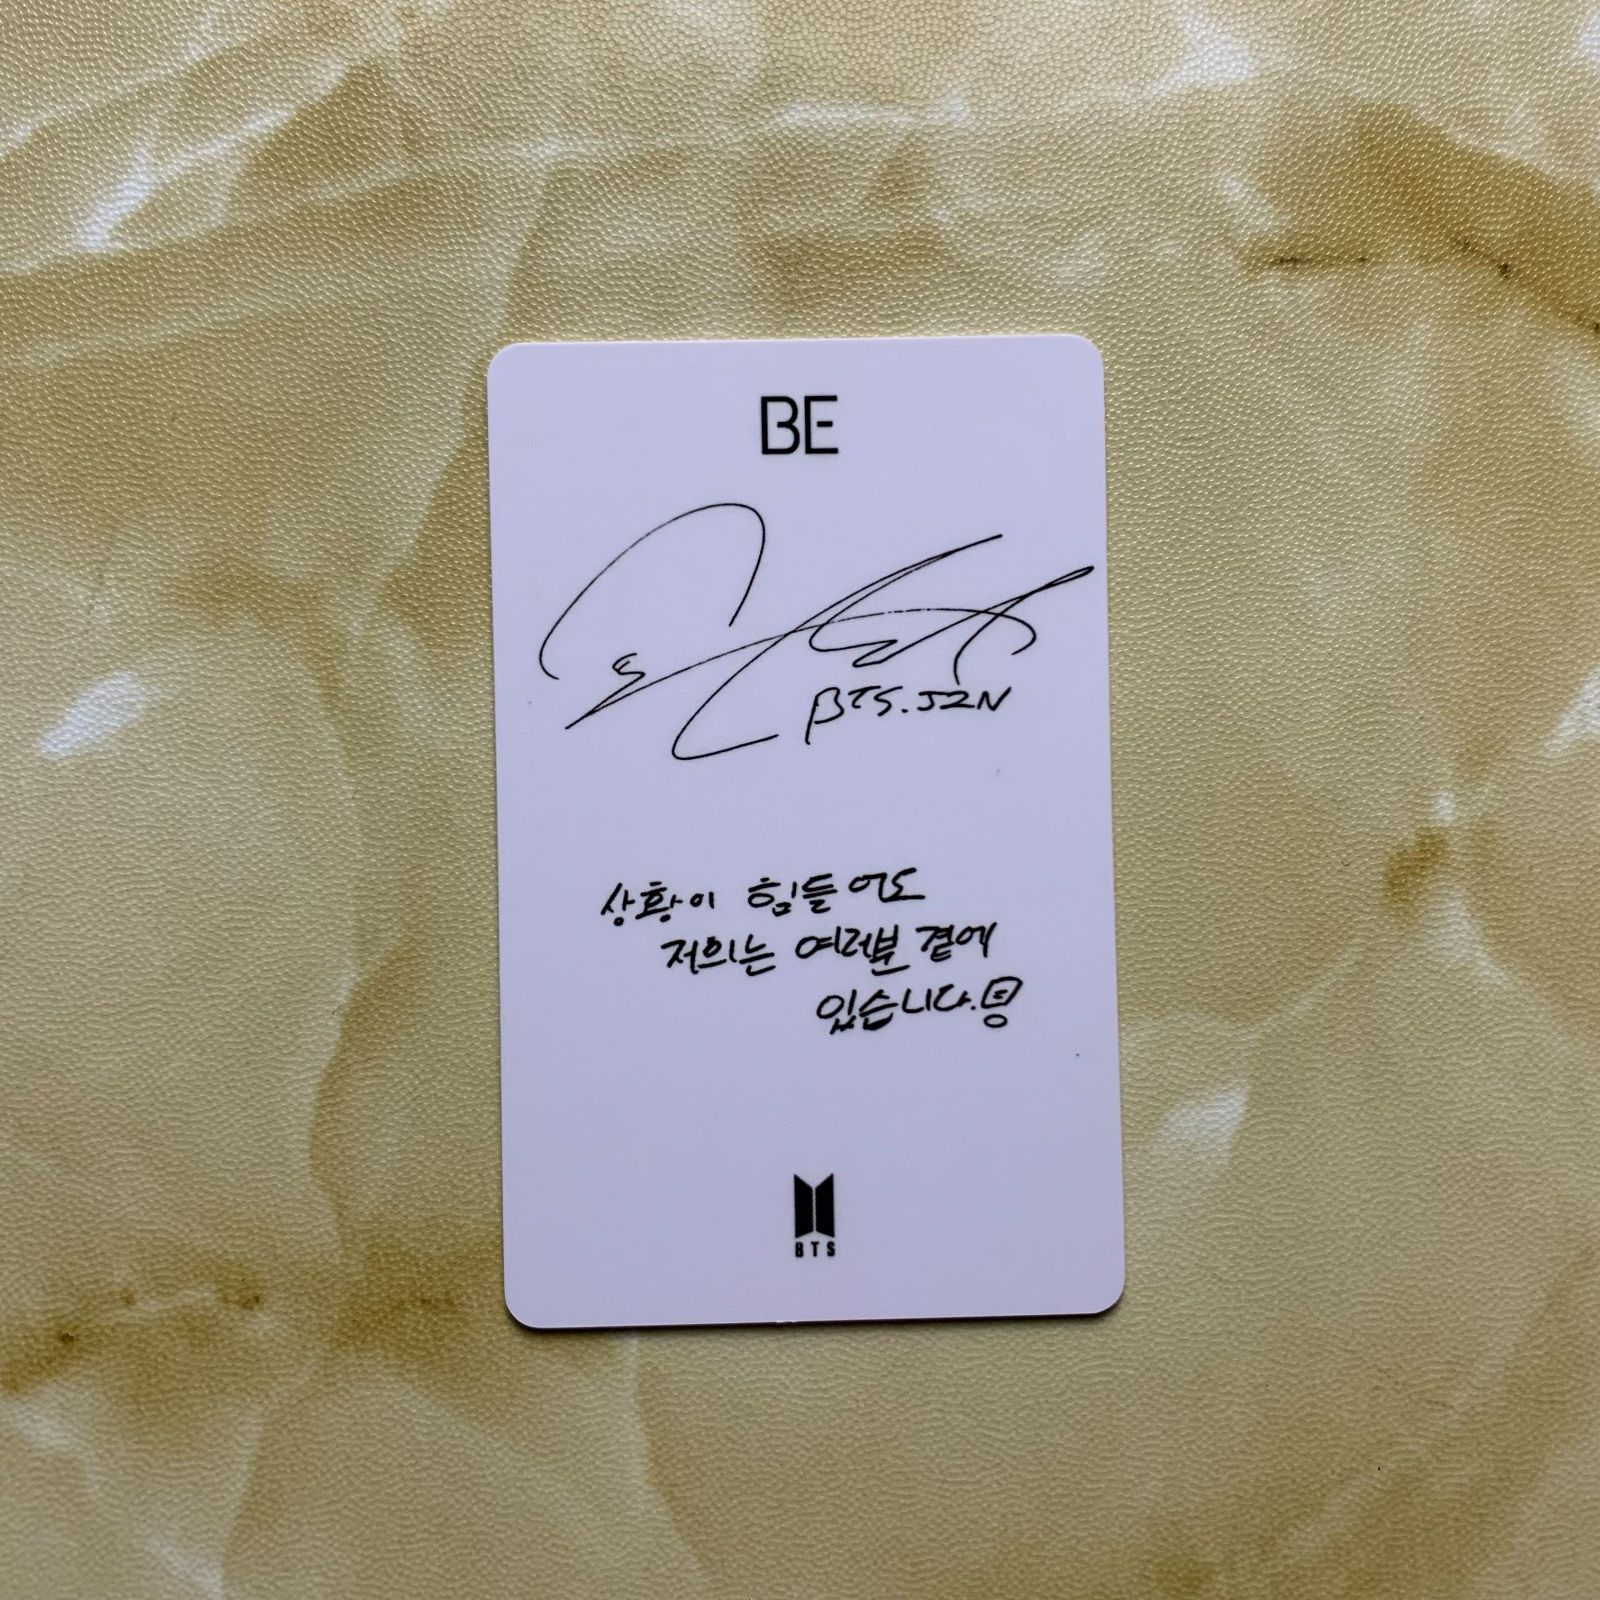 BE
BTS.JIN
상황이 힘들어도
저희는 여러분 곁에
있습니다.
BTS